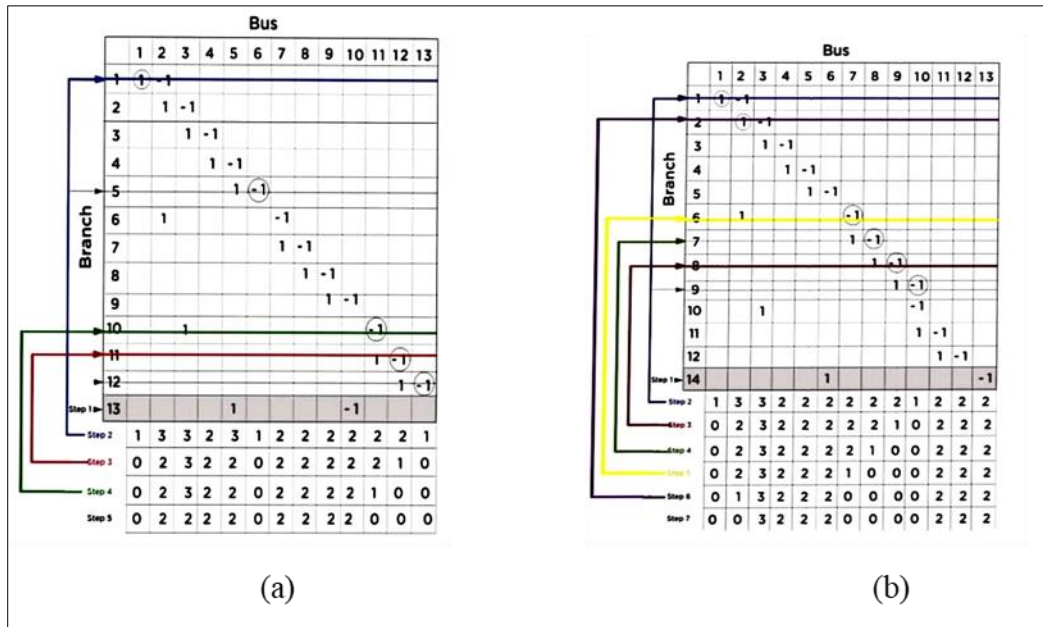 Bus
1 2 3 4 5 6 7 8 9 10 11 12 13
Branch
1 1 -1
2 1 -1
3 1 -1
4 1 -1
5 1 -1
6 1 -1
7 1 -1
8 1 -1
9 1 -1
10 1 -1
11 1 -1
12 1 -1
Step 1 13 1 -1
Step 2 1 3 3 2 3 1 2 2 2 2 2 2 1
Step 3 0 2 3 2 2 0 2 2 2 2 2 1 0
Step 4 0 2 3 2 2 0 2 2 2 2 1 0 0
Step 5 0 2 2 2 2 0 2 2 2 2 0 0 0
(a)
Bus
1 2 3 4 5 6 7 8 9 10 11 12 13
Branch
1 1 -1
2 1 -1
3 1 -1
4 1 -1
5 1 -1
6 1 -1
7 1 -1
8 1 -1
9 1 -1
10 1 -1
11 1 -1
12 1 -1
Step 1 14 1 -1
Step 2 1 3 3 2 2 2 2 2 2 1 2 2 2
Step 3 0 2 3 2 2 2 2 2 1 0 2 2 2
Step 4 0 2 3 2 2 2 2 1 0 0 2 2 2
Step 5 0 2 3 2 2 2 1 0 0 0 2 2 2
Step 6 0 1 3 2 2 2 0 0 0 0 2 2 2
Step 7 0 0 3 2 2 2 0 0 0 0 2 2 2
(b)